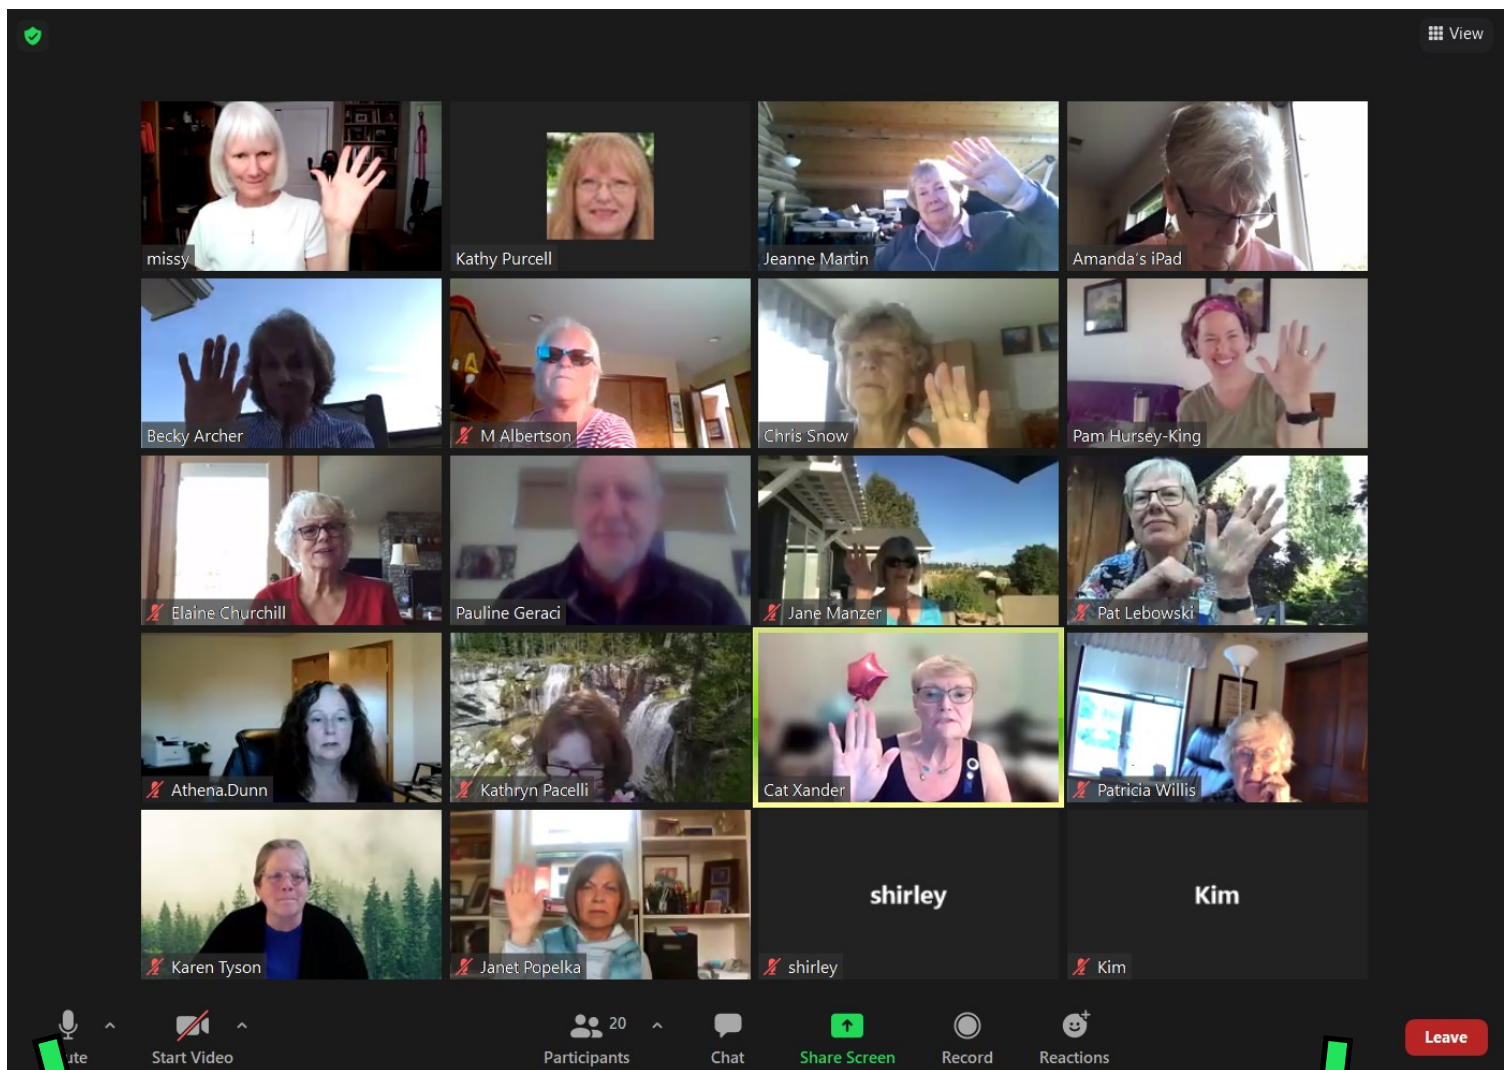 View
missy
Kathy Purcell
Jeanne Martin
Amanda's iPad
Becky Archer
M Albertson
Chris Snow
Pam Hursey-King
Elaine Churchill
Pauline Geraci
Jane Manzer
Pat Lebowski
Athena.Dunn
Kathryn Pacelli
Cat Xander
Patricia Willis
Karen Tyson
Janet Popelka
shirley
shirley
Kim
Kim
ute
Start Video
20
Participants
Chat
Share Screen
Record
Reactions
Leave